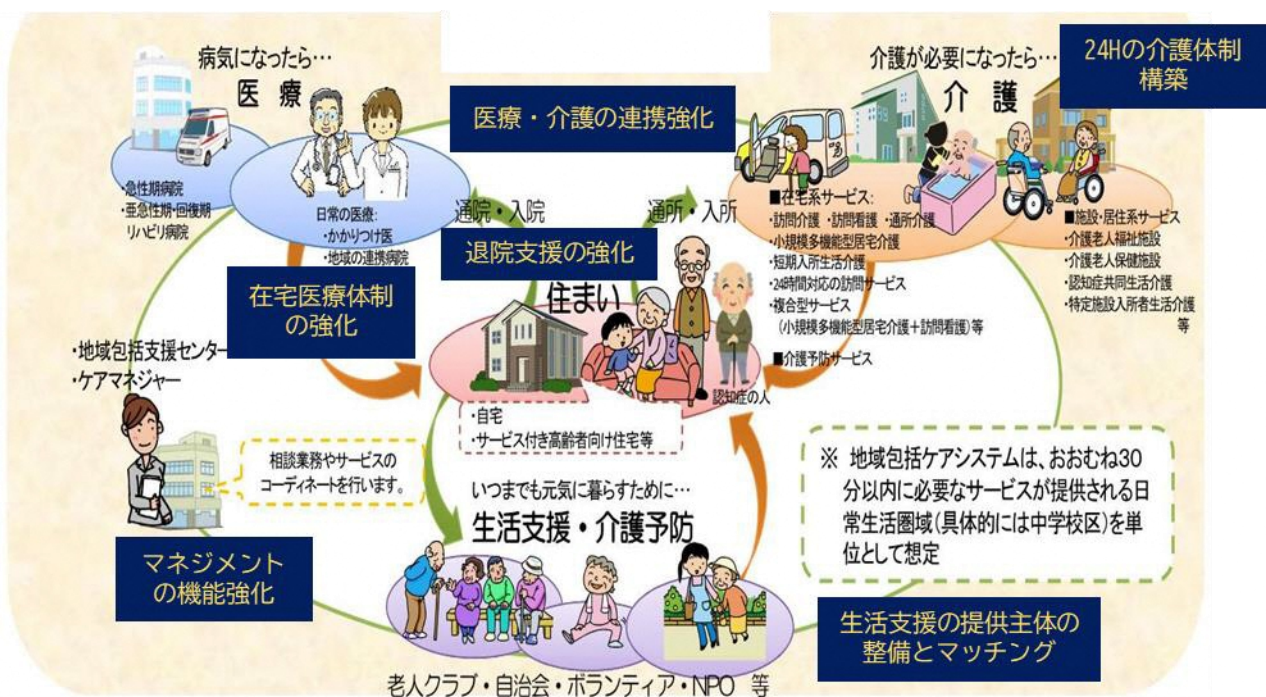 病気になったら…
医 療
医療・介護の連携強化
介護が必要になったら…
介 護
24Hの介護体制
構築
・急性期病院
・亜急性期・回復期
リハビリ病院
日常の医療:
・かかりつけ医
・地域の連携病院
通院・入院
通所・入所
退院支援の強化
在宅医療体制
の強化
■在宅系サービス:
・訪問介護 ・訪問看護 ・通所介護
・小規模多機能型居宅介護
・短期入所生活介護
・24時間対応の訪問サービス
・複合型サービス
(小規模多機能型居宅介護+訪問看護)等
■介護予防サービス
■施設・居住系サービス
・介護老人福祉施設
・介護老人保健施設
・認知症共同生活介護
・特定施設入所者生活介護
等
住まい
認知症の人
・自宅
・サービス付き高齢者向け住宅等
・地域包括支援センター
・ケアマネジャー
相談業務やサービスの
コーディネートを行います。
マネジメント
の機能強化
いつまでも元気に暮らすために…
生活支援・介護予防
※ 地域包括ケアシステムは、おおむね30
分以内に必要なサービスが提供される日
常生活圏域(具体的には中学校区)を単
位として想定
生活支援の提供主体の
整備とマッチング
老人クラブ・自治会・ボランティア・NPO 等